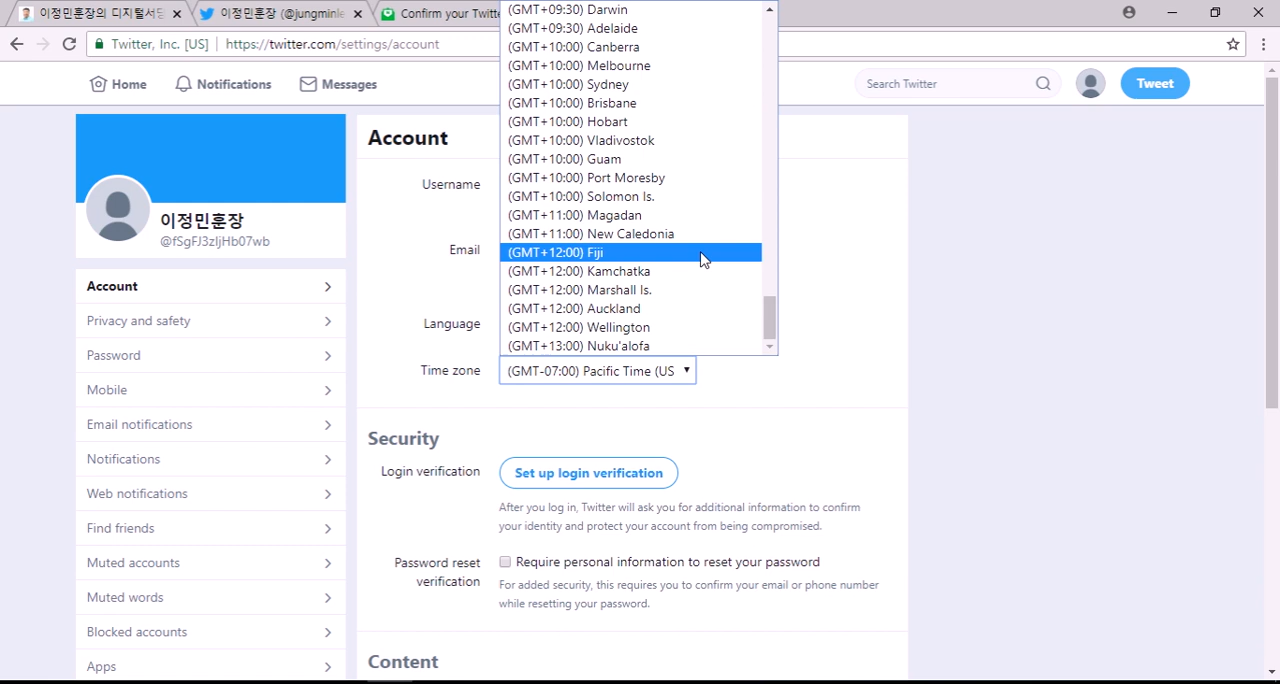 이정민훈장의 디지털서당
이정민훈장 (@jungminle
Confirm your Twitte
Twitter, Inc. [US]
https://twitter.com/settings/account
Home
Notifications
Messages
Search Twitter
Tweet
이정민훈장
@fSgFJ3zIjHb07wb
Account
Privacy and safety
Password
Mobile
Email notifications
Notifications
Web notifications
Find friends
Muted accounts
Muted words
Blocked accounts
Apps
Account
Username
Email
Language
Time zone
(GMT+09:30) Darwin
(GMT+09:30) Adelaide
(GMT+10:00) Canberra
(GMT+10:00) Melbourne
(GMT+10:00) Sydney
(GMT+10:00) Brisbane
(GMT+10:00) Hobart
(GMT+10:00) Vladivostok
(GMT+10:00) Guam
(GMT+10:00) Port Moresby
(GMT+10:00) Solomon Is.
(GMT+11:00) Magadan
(GMT+11:00) New Caledonia
(GMT+12:00) Fiji
(GMT+12:00) Kamchatka
(GMT+12:00) Marshall Is.
(GMT+12:00) Auckland
(GMT+12:00) Wellington
(GMT+13:00) Nuku'alofa
(GMT-07:00) Pacific Time (US
Security
Login verification
Set up login verification
After you log in, Twitter will ask you for additional information to confirm
your identity and protect your account from being compromised.
Password reset
verification
Require personal information to reset your password
For added security, this requires you to confirm your email or phone number
while resetting your password.
Content